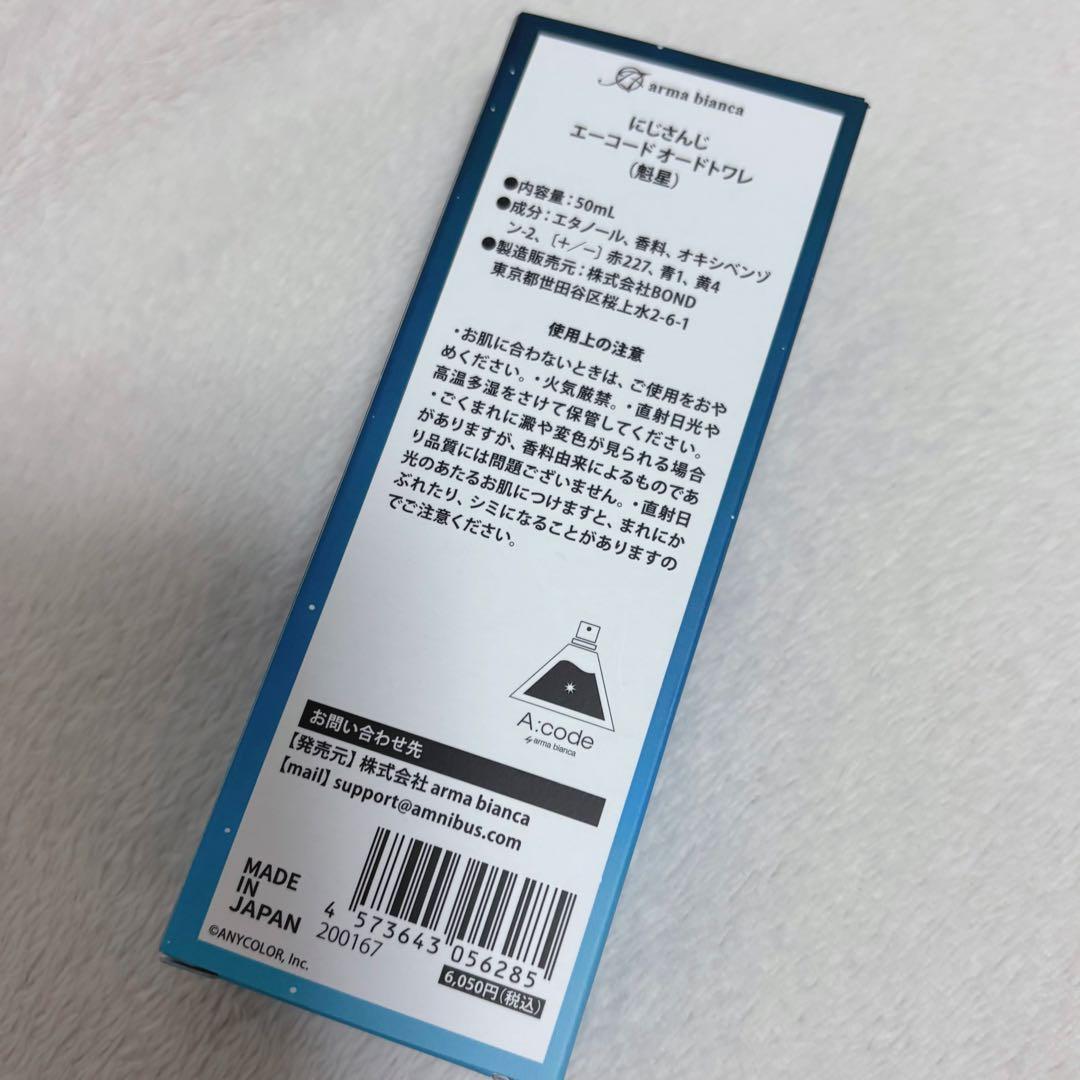 arma bianca
にじさんじ
エーコード オードトワレ
(魁星)
●内容量：50mL
●成分：エタノール、香料、オキシベンゾ
ン-2、［+／−］赤227、青1、黄4
●製造販売元：株式会社BOND
東京都世田谷区桜上水2-6-1
使用上の注意
・お肌に合わないときは、ご使用をおや
めください。・火気厳禁。・直射日光や
高温多湿をさけて保管してください。
・ごくまれに澱や変色が見られる場合
がありますが、香料由来によるものであ
り品質には問題ございません。・直射日
光のあたるお肌につけますと、まれにか
ぶれたり、シミになることがありますの
でご注意ください。
A:code
by arma bianca
お問い合わせ先
【発売元】株式会社 arma bianca
【mail】support@amnibus.com
MADE
IN
JAPAN
4 573643 056285
200167
©ANYCOLOR, Inc.
6,050円(税込)